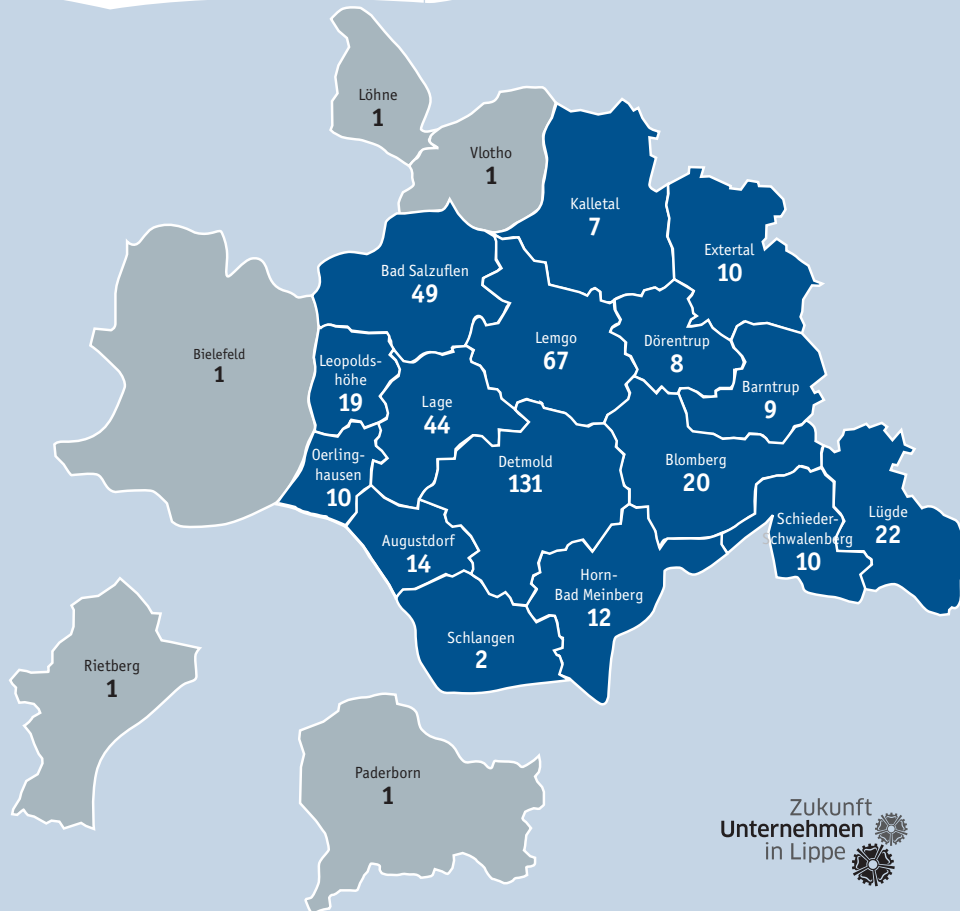 Löhne
1
Vlotho
1
Kalletal
7
Extertal
10
Bad Salzuflen
49
Bielefeld
1
Leopolds-
höhe
19
Lemgo
67
Dörentrup
8
Barntrup
9
Lage
44
Oerling-
hausen
10
Detmold
131
Blomberg
20
Schieder-
Schwalenberg
10
Lügde
22
Augustdorf
14
Horn-
Bad Meinberg
12
Schlangen
2
Rietberg
1
Paderborn
1
Zukunft
Unternehmen
in Lippe